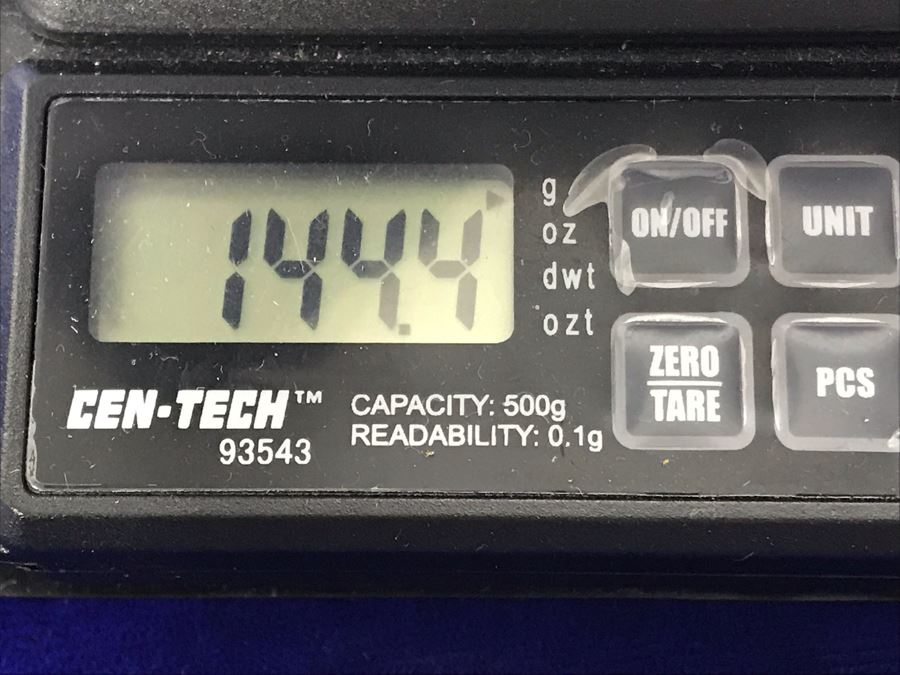 144.4
g
oz
dwt
ozt
ON/OFF
UNIT
ZERO
TARE
PCS
CEN-TECH™
93543
CAPACITY: 500g
READABILITY: 0.1g